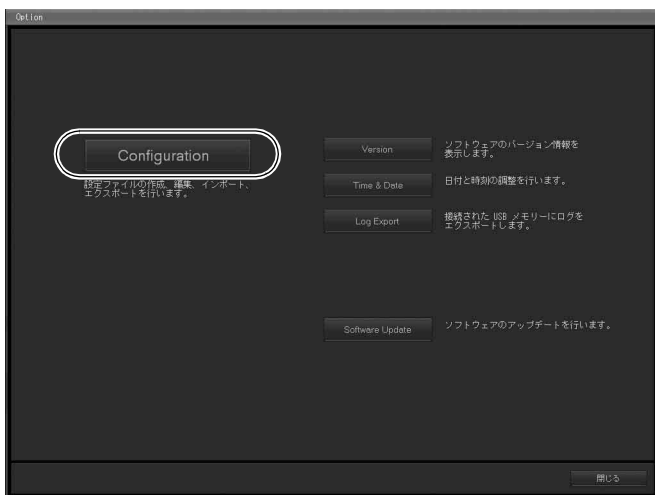 Option
Configuration
設定ファイルの作成、編集、インポート、
エクスポートを行います。
Version
ソフトウェアのバージョン情報を
表示します。
Time & Date
日付と時刻の調整を行います。
Log Export
接続された USB メモリーにログを
エクスポートします。
Software Update
ソフトウェアのアップデートを行います。
閉じる